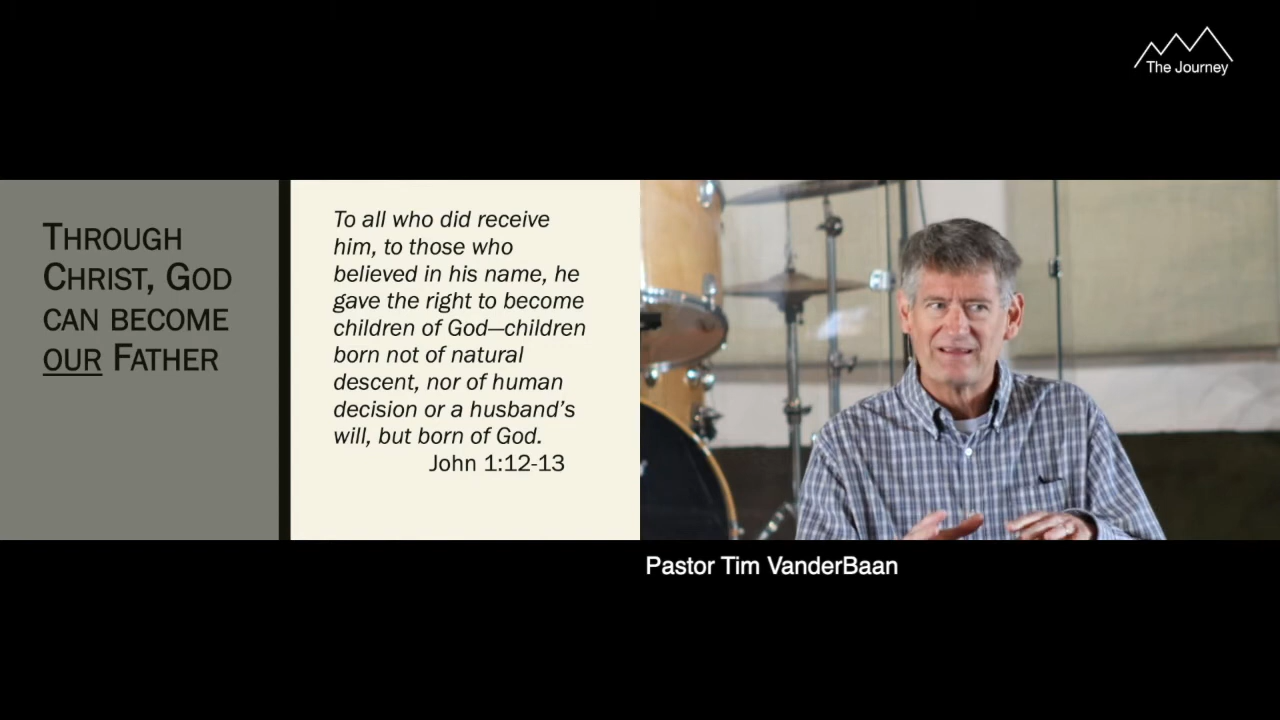 The Journey
THROUGH
CHRIST, GOD
CAN BECOME
OUR FATHER
To all who did receive
him, to those who
believed in his name, he
gave the right to become
children of God—children
born not of natural
descent, nor of human
decision or a husband’s
will, but born of God.
John 1:12-13
Pastor Tim VanderBaan